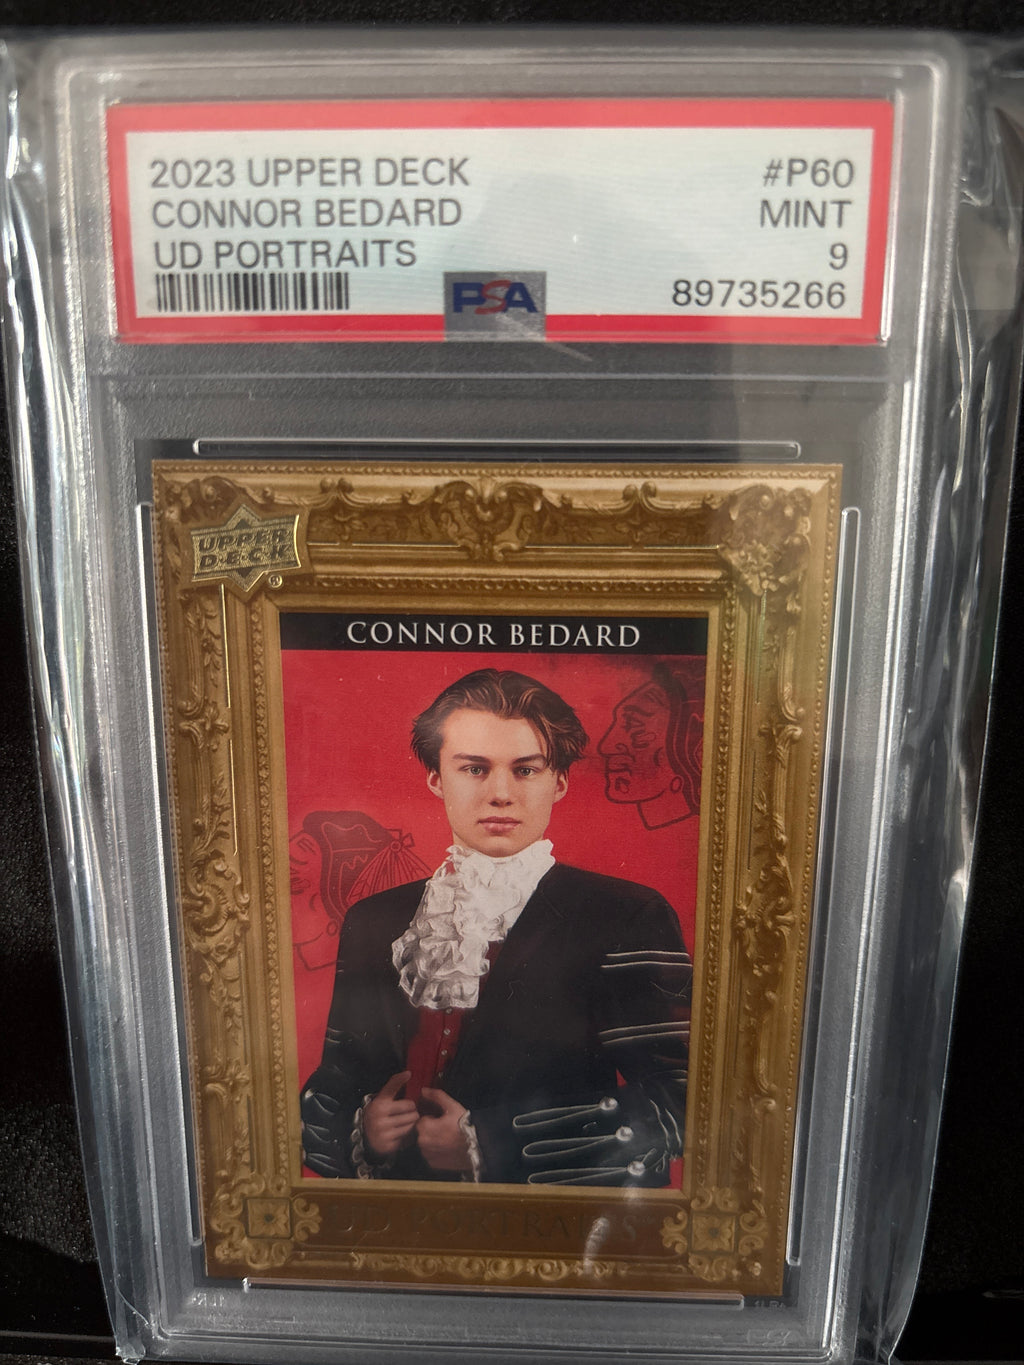 2023 UPPER DECK #P60
CONNOR BEDARD MINT
UD PORTRAITS 9
PSA 89735266
UPPER
DECK
®
CONNOR BEDARD
UD PORTRAITS